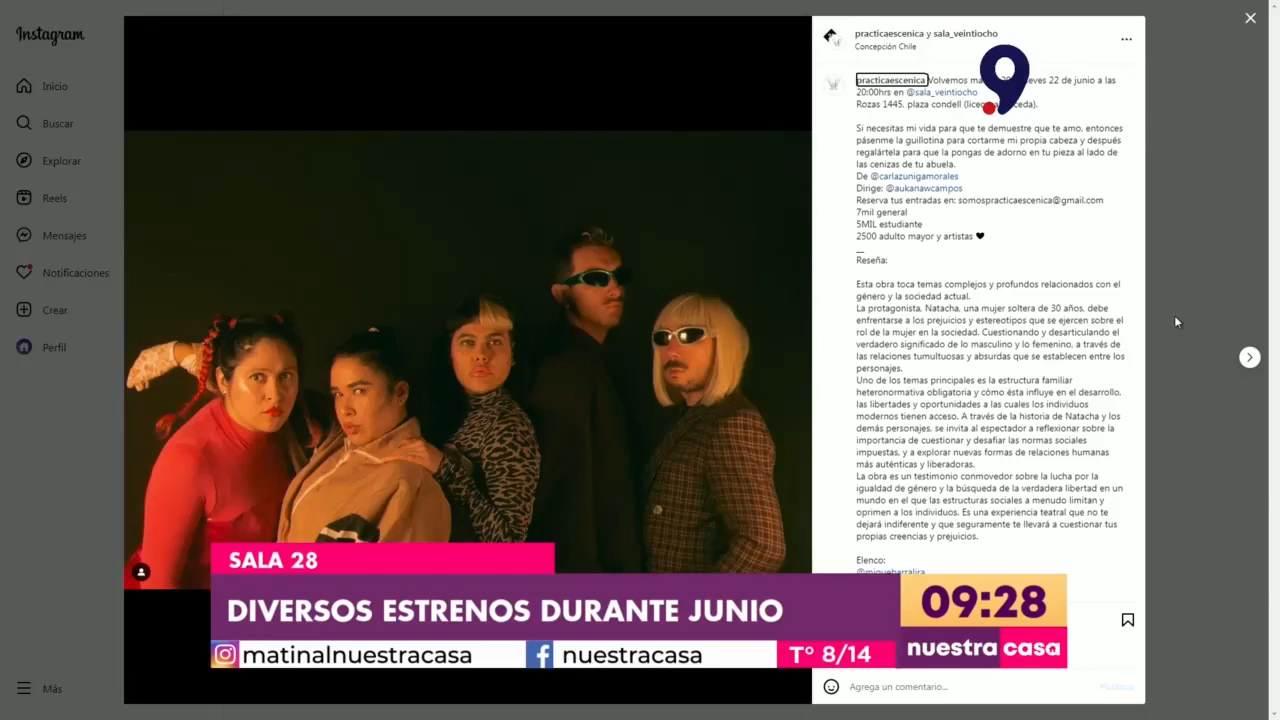 Instagram
Inicio
Buscar
Explorar
Reels
Mensajes
Notificaciones
Crear
Perfil
Más
practicaescenica y sala_veintiocho
Concepción Chile
practicaescenica Volvemos 22 de junio a las
20:00hrs en @sala_veintiocho
Rozas 1445, plaza condell
Si necesitas mi vida para que te demuestre que te amo, entonces
pásenme la guillotina para cortarme mi propia cabeza y después
regalártela para que la pongas de adorno en tu pieza al lado de
las cenizas de tu abuela.
De @carlazunigamorales
Dirige: @aukanawcampos
Reserva tus entradas en: somospracticaescenica@gmail.com
7mil general
5MIL estudiante
2500 adulto mayor y artistas 🖤
__
Reseña:
Esta obra toca temas complejos y profundos relacionados con el
género y la sociedad actual.
La protagonista, Natacha, una mujer soltera de 30 años, debe
enfrentarse a los prejuicios y estereotipos que se ejercen sobre el
rol de la mujer en la sociedad. Cuestionando y desarticulando el
verdadero significado de lo masculino y lo femenino, a través de
las relaciones tumultuosas y absurdas que se establecen entre los
personajes.
Uno de los temas principales es la estructura familiar
heteronormativa obligatoria y cómo ésta influye en el desarrollo,
las libertades y oportunidades a las cuales los individuos
modernos tienen acceso. A través de la historia de Natacha y los
demás personajes, se invita al espectador a reflexionar sobre la
importancia de cuestionar y desafiar las normas sociales
impuestas, y a explorar nuevas formas de relaciones humanas
más auténticas y liberadoras.
La obra es un testimonio conmovedor sobre la lucha por la
igualdad de género y la búsqueda de la verdadera libertad en un
mundo en el que las estructuras sociales a menudo limitan y
oprimen a los individuos. Es una experiencia teatral que no te
dejará indiferente y que seguramente te llevará a cuestionar tus
propias creencias y prejuicios.
Elenco:
SALA 28
DIVERSOS ESTRENOS DURANTE JUNIO
09:28
matinalnuestracasa
nuestracasa
T° 8/14
nuestra casa
Agrega un comentario...
Publicar